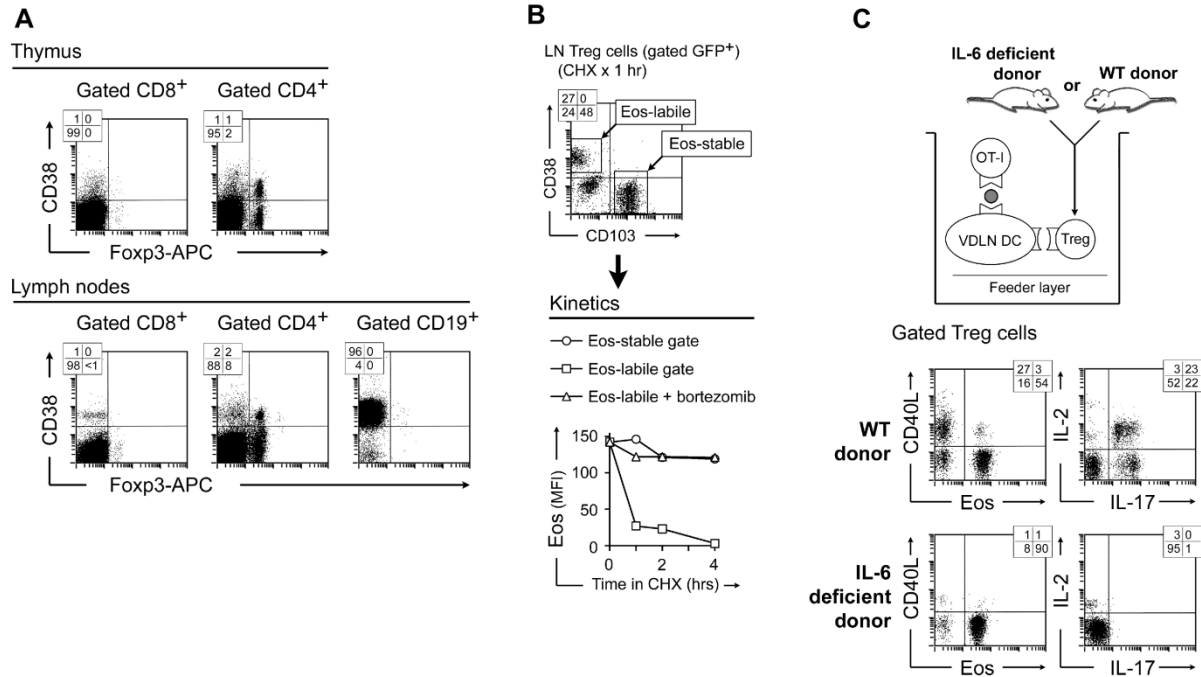 A
Thymus
Gated CD8+
Gated CD4+
1 0
99 0
1 1
95 2
CD38
Foxp3-APC
Lymph nodes
Gated CD8+
Gated CD4+
Gated CD19+
1 0
98 <1
2 2
88 8
96 0
4 0
CD38
Foxp3-APC
B
LN Treg cells (gated GFP+)
(CHX x 1 hr)
27 0
24 48
Eos-labile
Eos-stable
CD38
CD103
Kinetics
Eos-stable gate
Eos-labile gate
Eos-labile + bortezomib
150
100
50
0
Eos (MFI)
0 2 4
Time in CHX (hrs)
C
IL-6 deficient
donor
or
WT donor
OT-I
VDLN DC
Treg
Feeder layer
Gated Treg cells
27 3
16 54
3 23
52 22
WT
donor
CD40L
Eos
IL-2
IL-17
1 1
8 90
3 0
95 1
IL-6
deficient
donor
CD40L
Eos
IL-2
IL-17